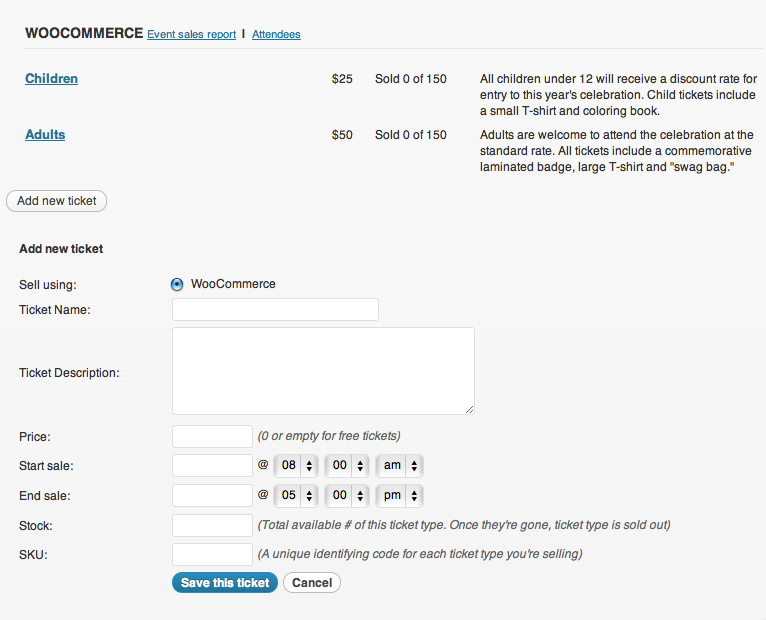 WOOCOMMERCE Event sales report | Attendees
Children $25 Sold 0 of 150 All children under 12 will receive a discount rate for
entry to this year's celebration. Child tickets include
a small T-shirt and coloring book.
Adults $50 Sold 0 of 150 Adults are welcome to attend the celebration at the
standard rate. All tickets include a commemorative
laminated badge, large T-shirt and "swag bag."
Add new ticket
Add new ticket
Sell using: WooCommerce
Ticket Name:
Ticket Description:
Price: (0 or empty for free tickets)
Start sale: @ 08 00 am
End sale: @ 05 00 pm
Stock: (Total available # of this ticket type. Once they're gone, ticket type is sold out)
SKU: (A unique identifying code for each ticket type you're selling)
Save this ticket Cancel